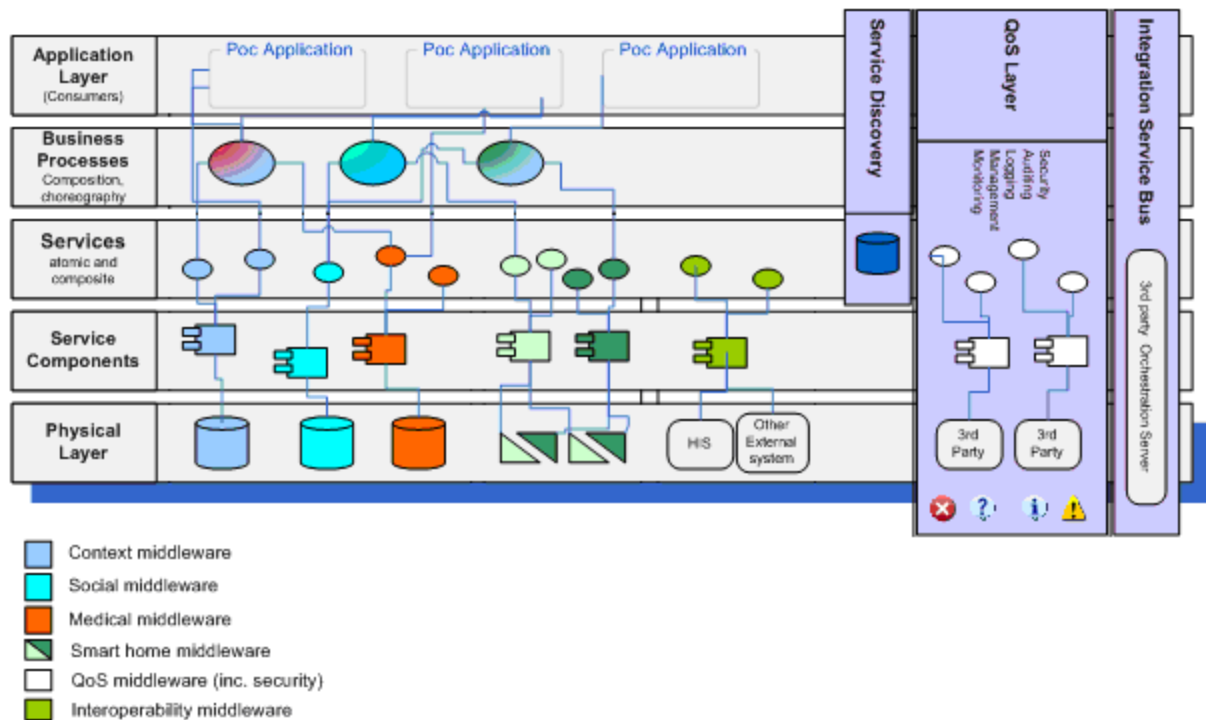 Poc Application
Poc Application
Poc Application
Application
Layer
(Consumers)
Business
Processes
Composition,
choreography
Services
atomic and
composite
Service
Components
Physical
Layer
HIS
Other
External
system
Service Discovery
QoS Layer
Security
Auditing
Logging
Management
Monitoring
3rd
Party
3rd
Party
Integration Service Bus
3rd party Orchestration Server
Context middleware
Social middleware
Medical middleware
Smart home middleware
QoS middleware (inc. security)
Interoperability middleware